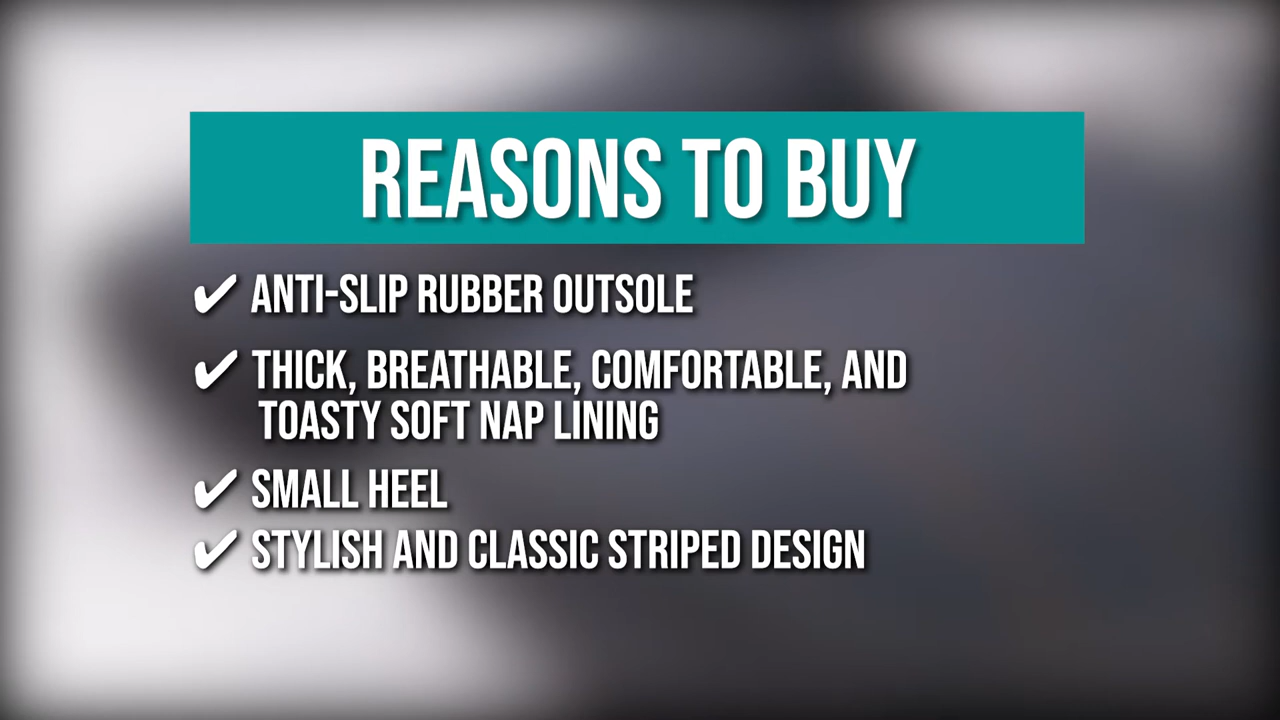 REASONS TO BUY
✔ ANTI-SLIP RUBBER OUTSOLE
✔ THICK, BREATHABLE, COMFORTABLE, AND
TOASTY SOFT NAP LINING
✔ SMALL HEEL
✔ STYLISH AND CLASSIC STRIPED DESIGN